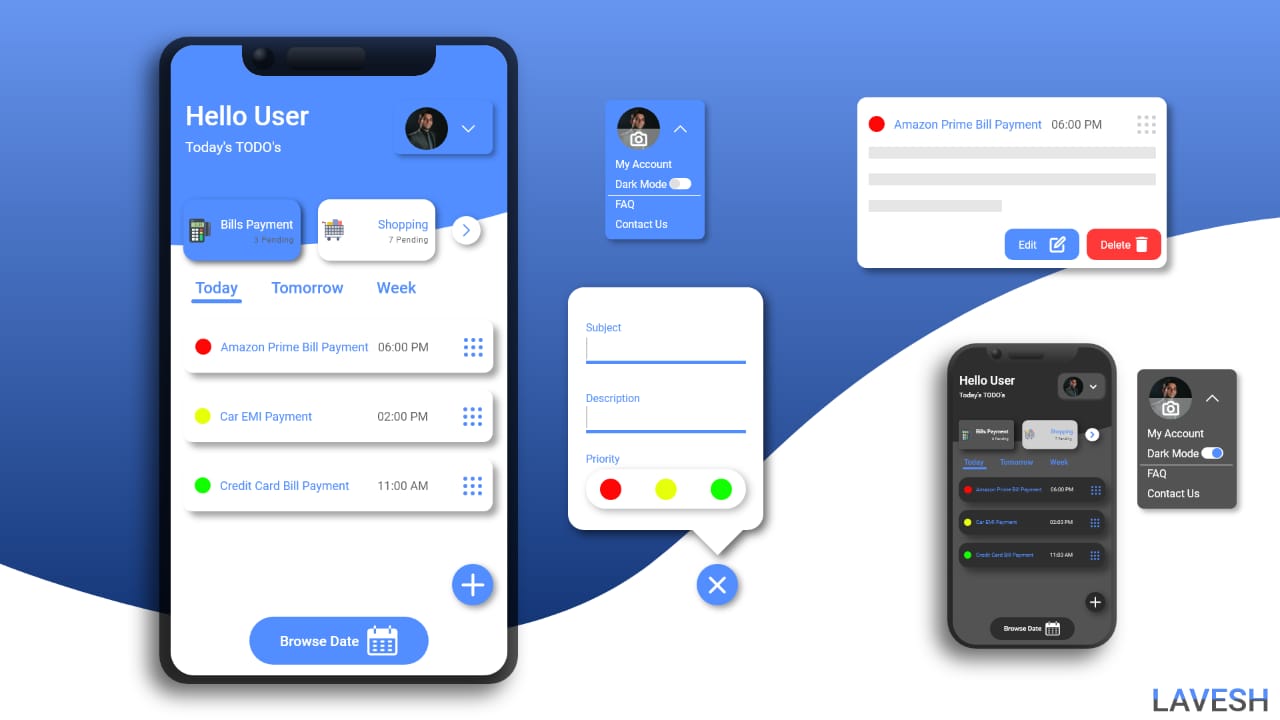 Hello User
Today's TODO's
Bills Payment
3 Pending
Shopping
7 Pending
Today Tomorrow Week
Amazon Prime Bill Payment 06:00 PM
Car EMI Payment 02:00 PM
Credit Card Bill Payment 11:00 AM
Browse Date
My Account
Dark Mode
FAQ
Contact Us
Subject
Description
Priority
Amazon Prime Bill Payment 06:00 PM
Edit Delete
Hello User
Today's TODO's
Bills Payment
3 Pending
Shopping
7 Pending
Today Tomorrow Week
Amazon Prime Bill Payment 06:00 PM
Car EMI Payment 02:00 PM
Credit Card Bill Payment 11:00 AM
Browse Date
My Account
Dark Mode
FAQ
Contact Us
LAVESH